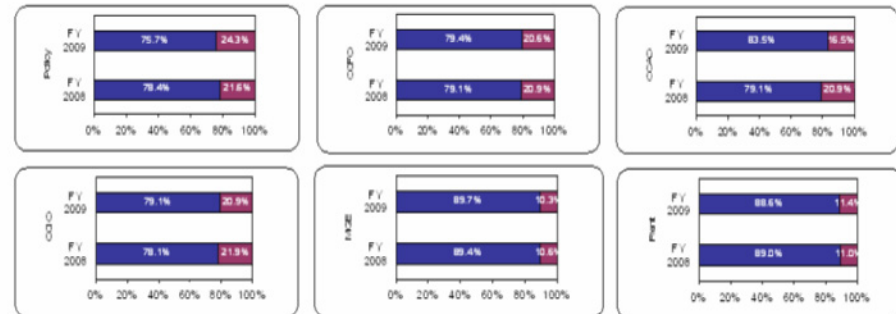 Policy
FY
2009
75.7% 24.3%
FY
2008
78.4% 21.6%
0% 20% 40% 60% 80% 100%
FY
2009
79.4% 20.6%
FY
2008
79.1% 20.9%
0% 20% 40% 60% 80% 100%
FY
2009
83.5% 16.5%
FY
2008
79.1% 20.9%
0% 20% 40% 60% 80% 100%
FY
2009
79.1% 20.9%
FY
2008
78.1% 21.9%
0% 20% 40% 60% 80% 100%
FY
2009
89.7% 10.3%
FY
2008
89.4% 10.6%
0% 20% 40% 60% 80% 100%
Plant
FY
2009
88.6% 11.4%
FY
2008
89.0% 11.0%
0% 20% 40% 60% 80% 100%